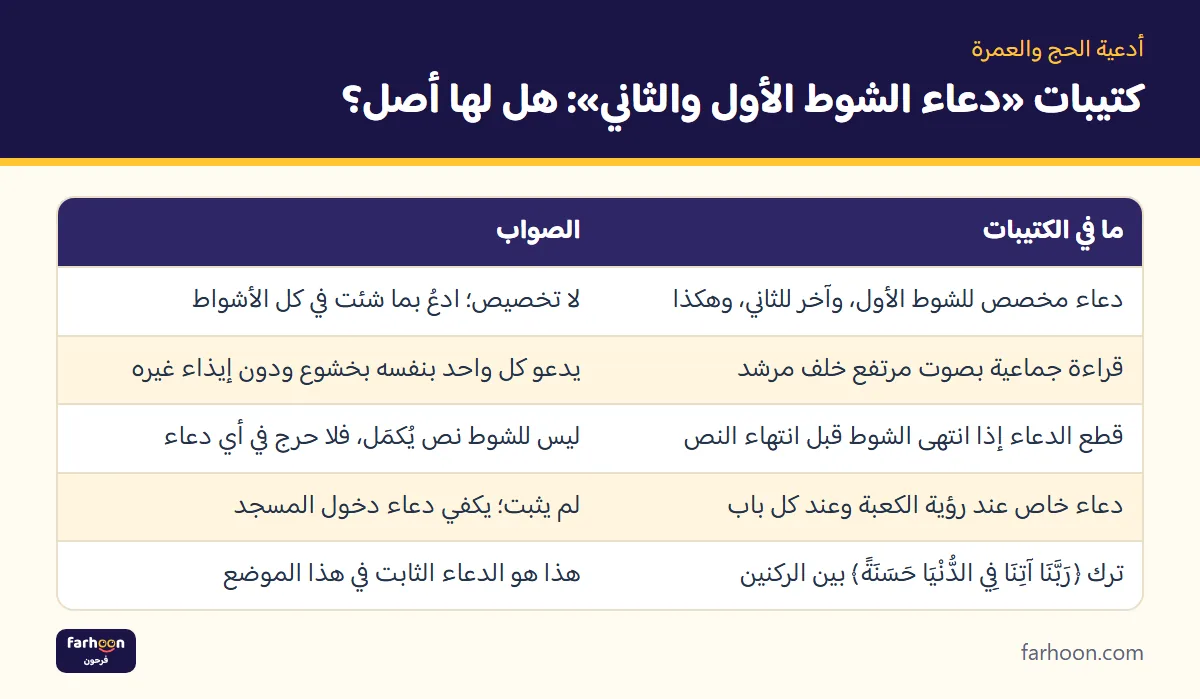 أدعية الحج والعمرة
كتيبات «دعاء الشوط الأول والثاني»: هل لها أصل؟
ما في الكتيبات	الصواب
دعاء مخصص للشوط الأول، وآخر للثاني، وهكذا	لا تخصيص؛ ادعُ بما شئت في كل الأشواط
قراءة جماعية بصوت مرتفع خلف مرشد	يدعو كل واحد بنفسه بخشوع ودون إيذاء غيره
قطع الدعاء إذا انتهى الشوط قبل انتهاء النص	ليس للشوط نص يُكمَل، فلا حرج في أي دعاء
دعاء خاص عند رؤية الكعبة وعند كل باب	لم يثبت؛ يكفي دعاء دخول المسجد
ترك ﴿رَبَّنَا آتِنَا فِي الدُّنْيَا حَسَنَةً﴾ بين الركنين	هذا هو الدعاء الثابت في هذا الموضع
farhoon.com
farhoon
فرحون